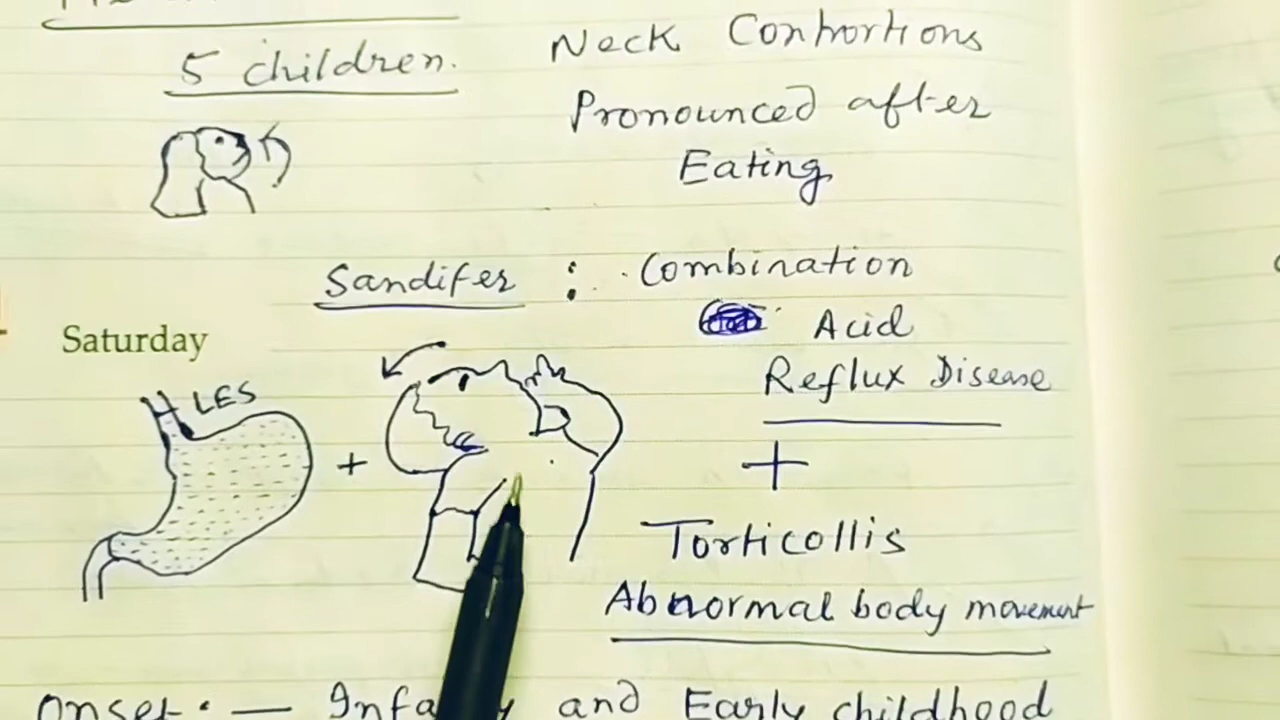 5 children.
Neck Contortions
Pronounced after
Eating
Sandifer : Combination
Acid
Saturday
Reflux Disease
LES
+
+
Torticollis
Abnormal body movement
Onset: — and Early childhood